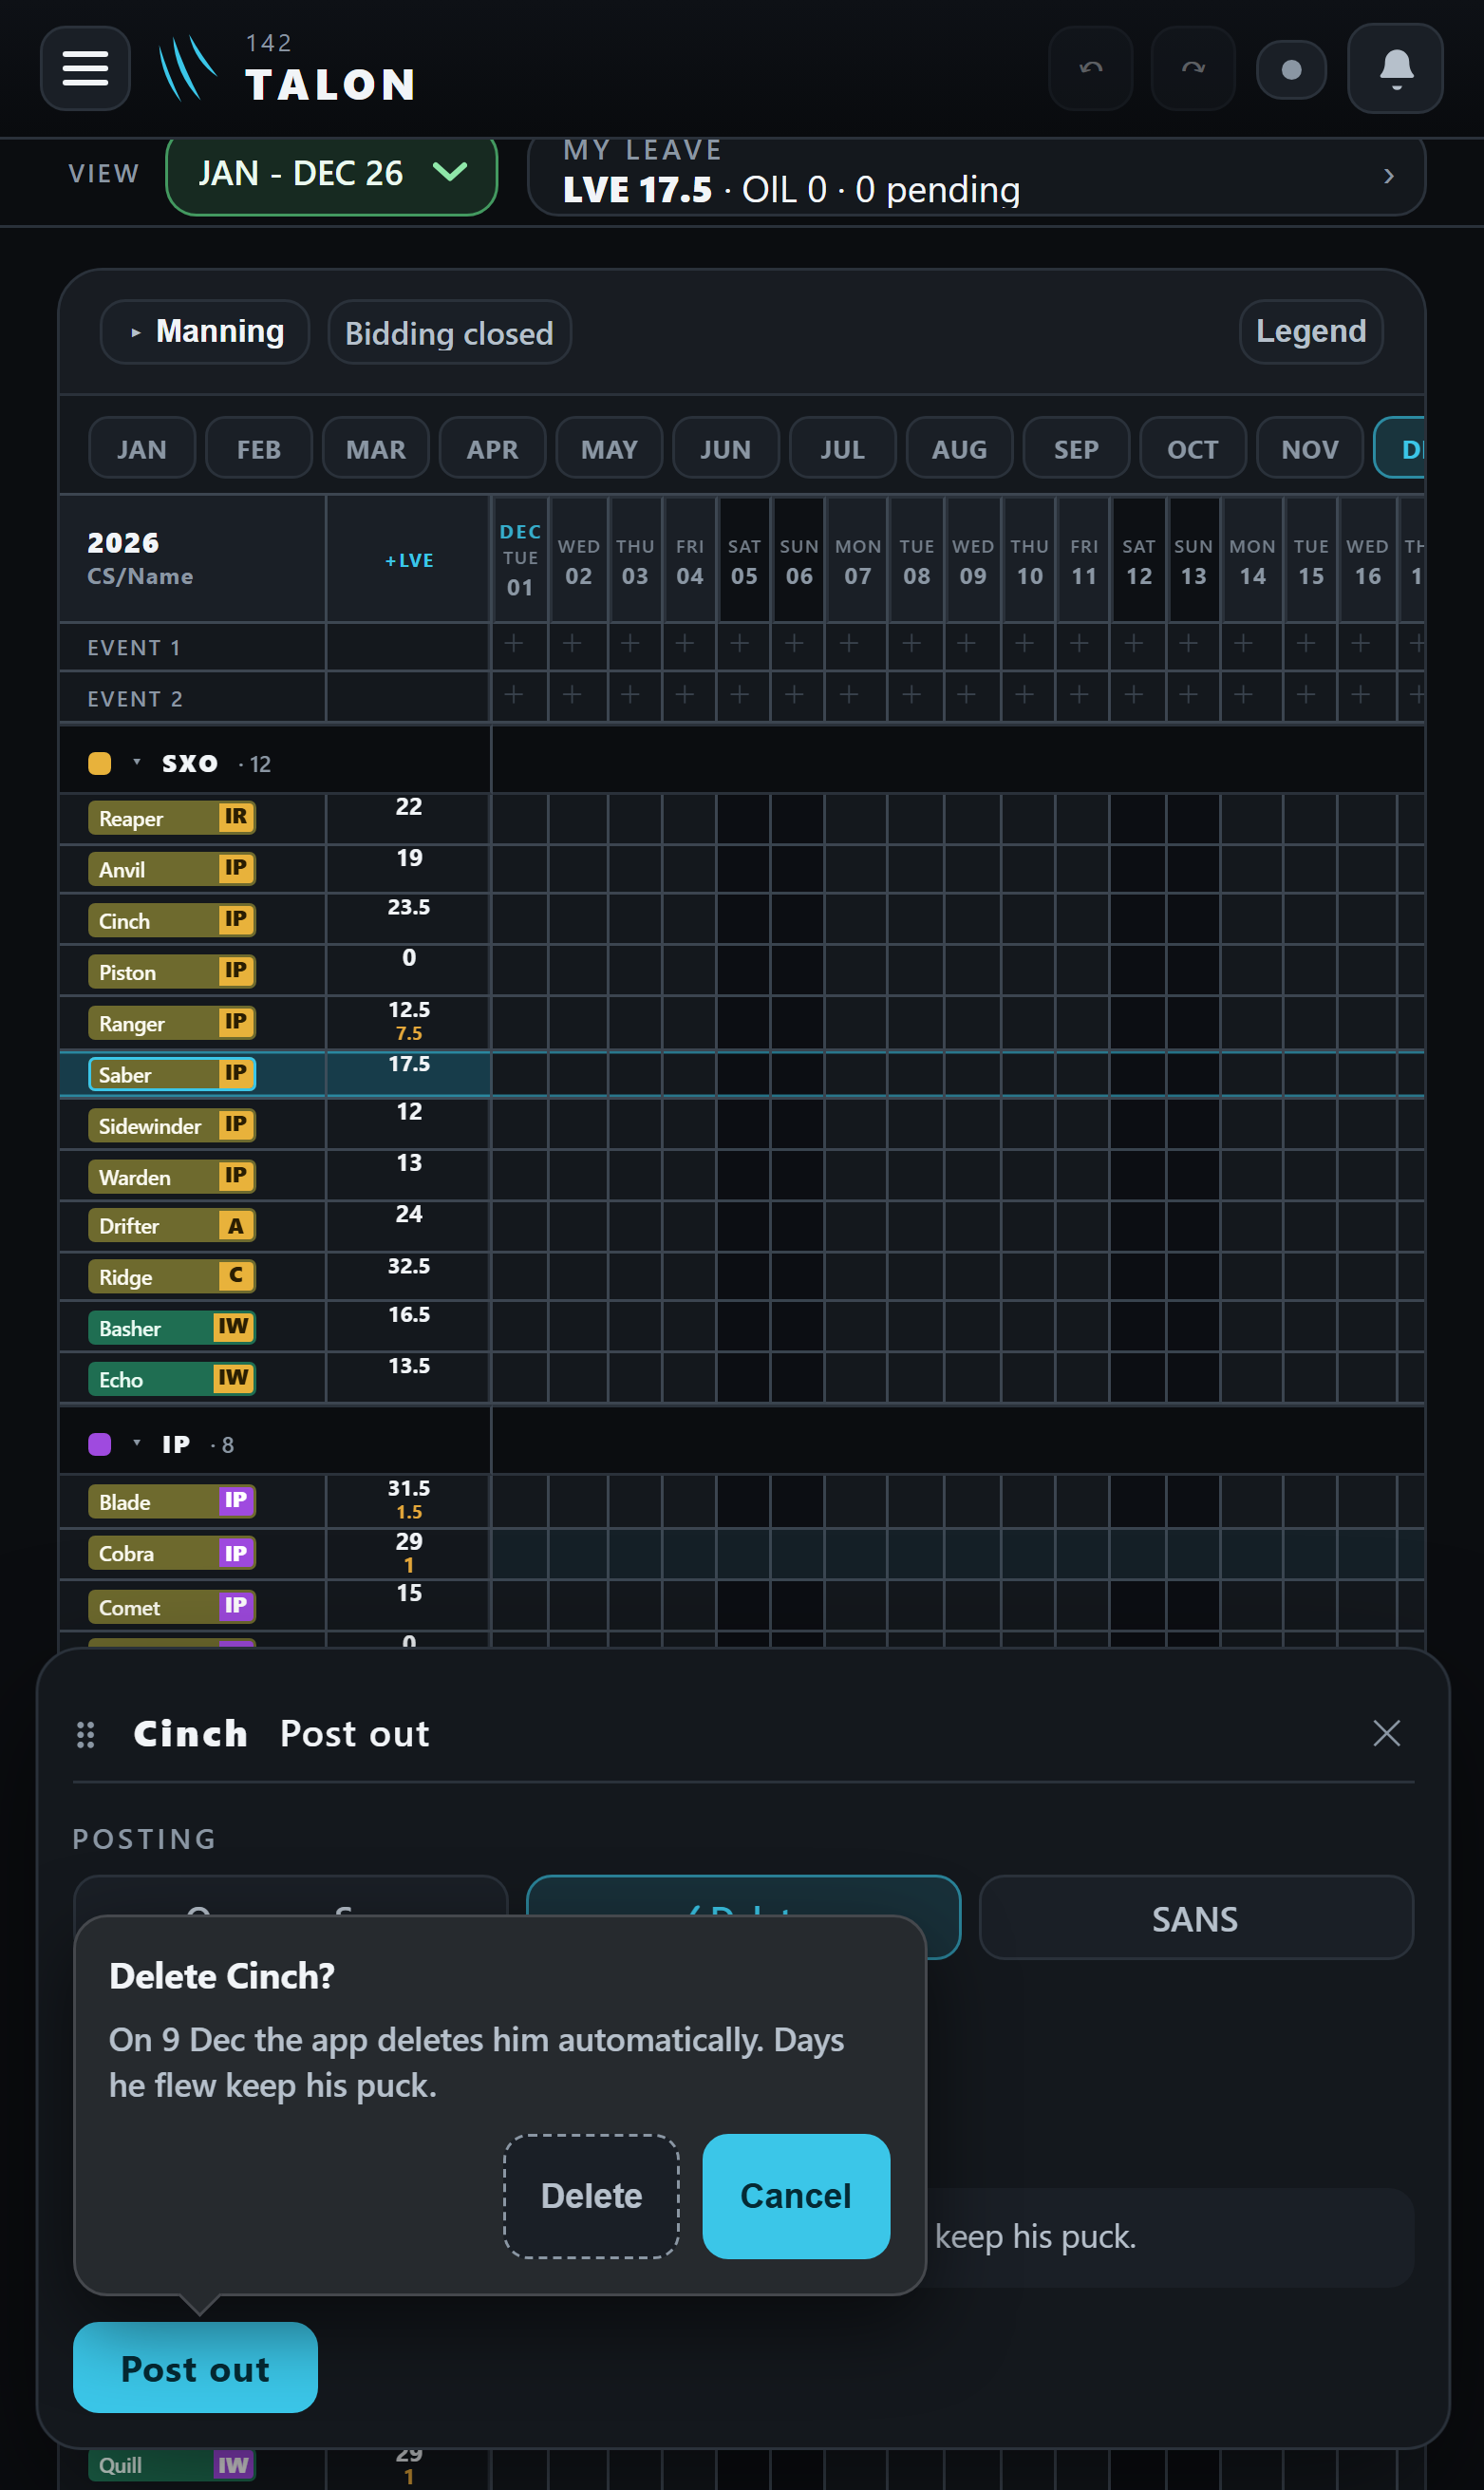 142
TALON
VIEW
JAN - DEC 26
MY LEAVE
LVE 17.5 · OIL 0 · 0 pending
▸ Manning
Bidding closed
Legend
JAN FEB MAR APR MAY JUN JUL AUG SEP OCT NOV
2026
CS/Name
+LVE
DEC
TUE WED THU FRI SAT SUN MON TUE WED THU FRI SAT SUN MON TUE WED
01 02 03 04 05 06 07 08 09 10 11 12 13 14 15 16
EVENT 1
+ + + + + + + + + + + + + + + + +
EVENT 2
+ + + + + + + + + + + + + + + + +
SXO · 12
Reaper IR 22
Anvil IP 19
Cinch IP 23.5
Piston IP 0
Ranger IP 12.5
7.5
Saber IP 17.5
Sidewinder IP 12
Warden IP 13
Drifter A 24
Ridge C 32.5
Basher IW 16.5
Echo IW 13.5
IP · 8
Blade IP 31.5
1.5
Cobra IP 29
1
Comet IP 15
0
Cinch Post out
POSTING
SANS
Delete Cinch?
On 9 Dec the app deletes him automatically. Days
he flew keep his puck.
Delete
Cancel
keep his puck.
Post out
Quill IW 29
1